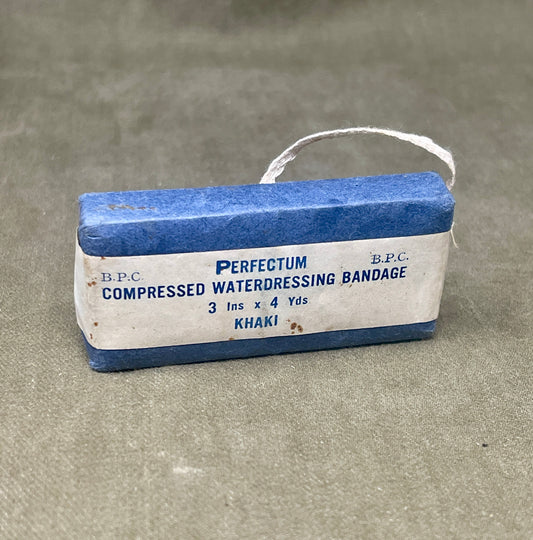 PERFECTUM
B.P.C. B.P.C.
COMPRESSED WATERDRESSING BANDAGE
3 Ins x 4 Yds
KHAKI